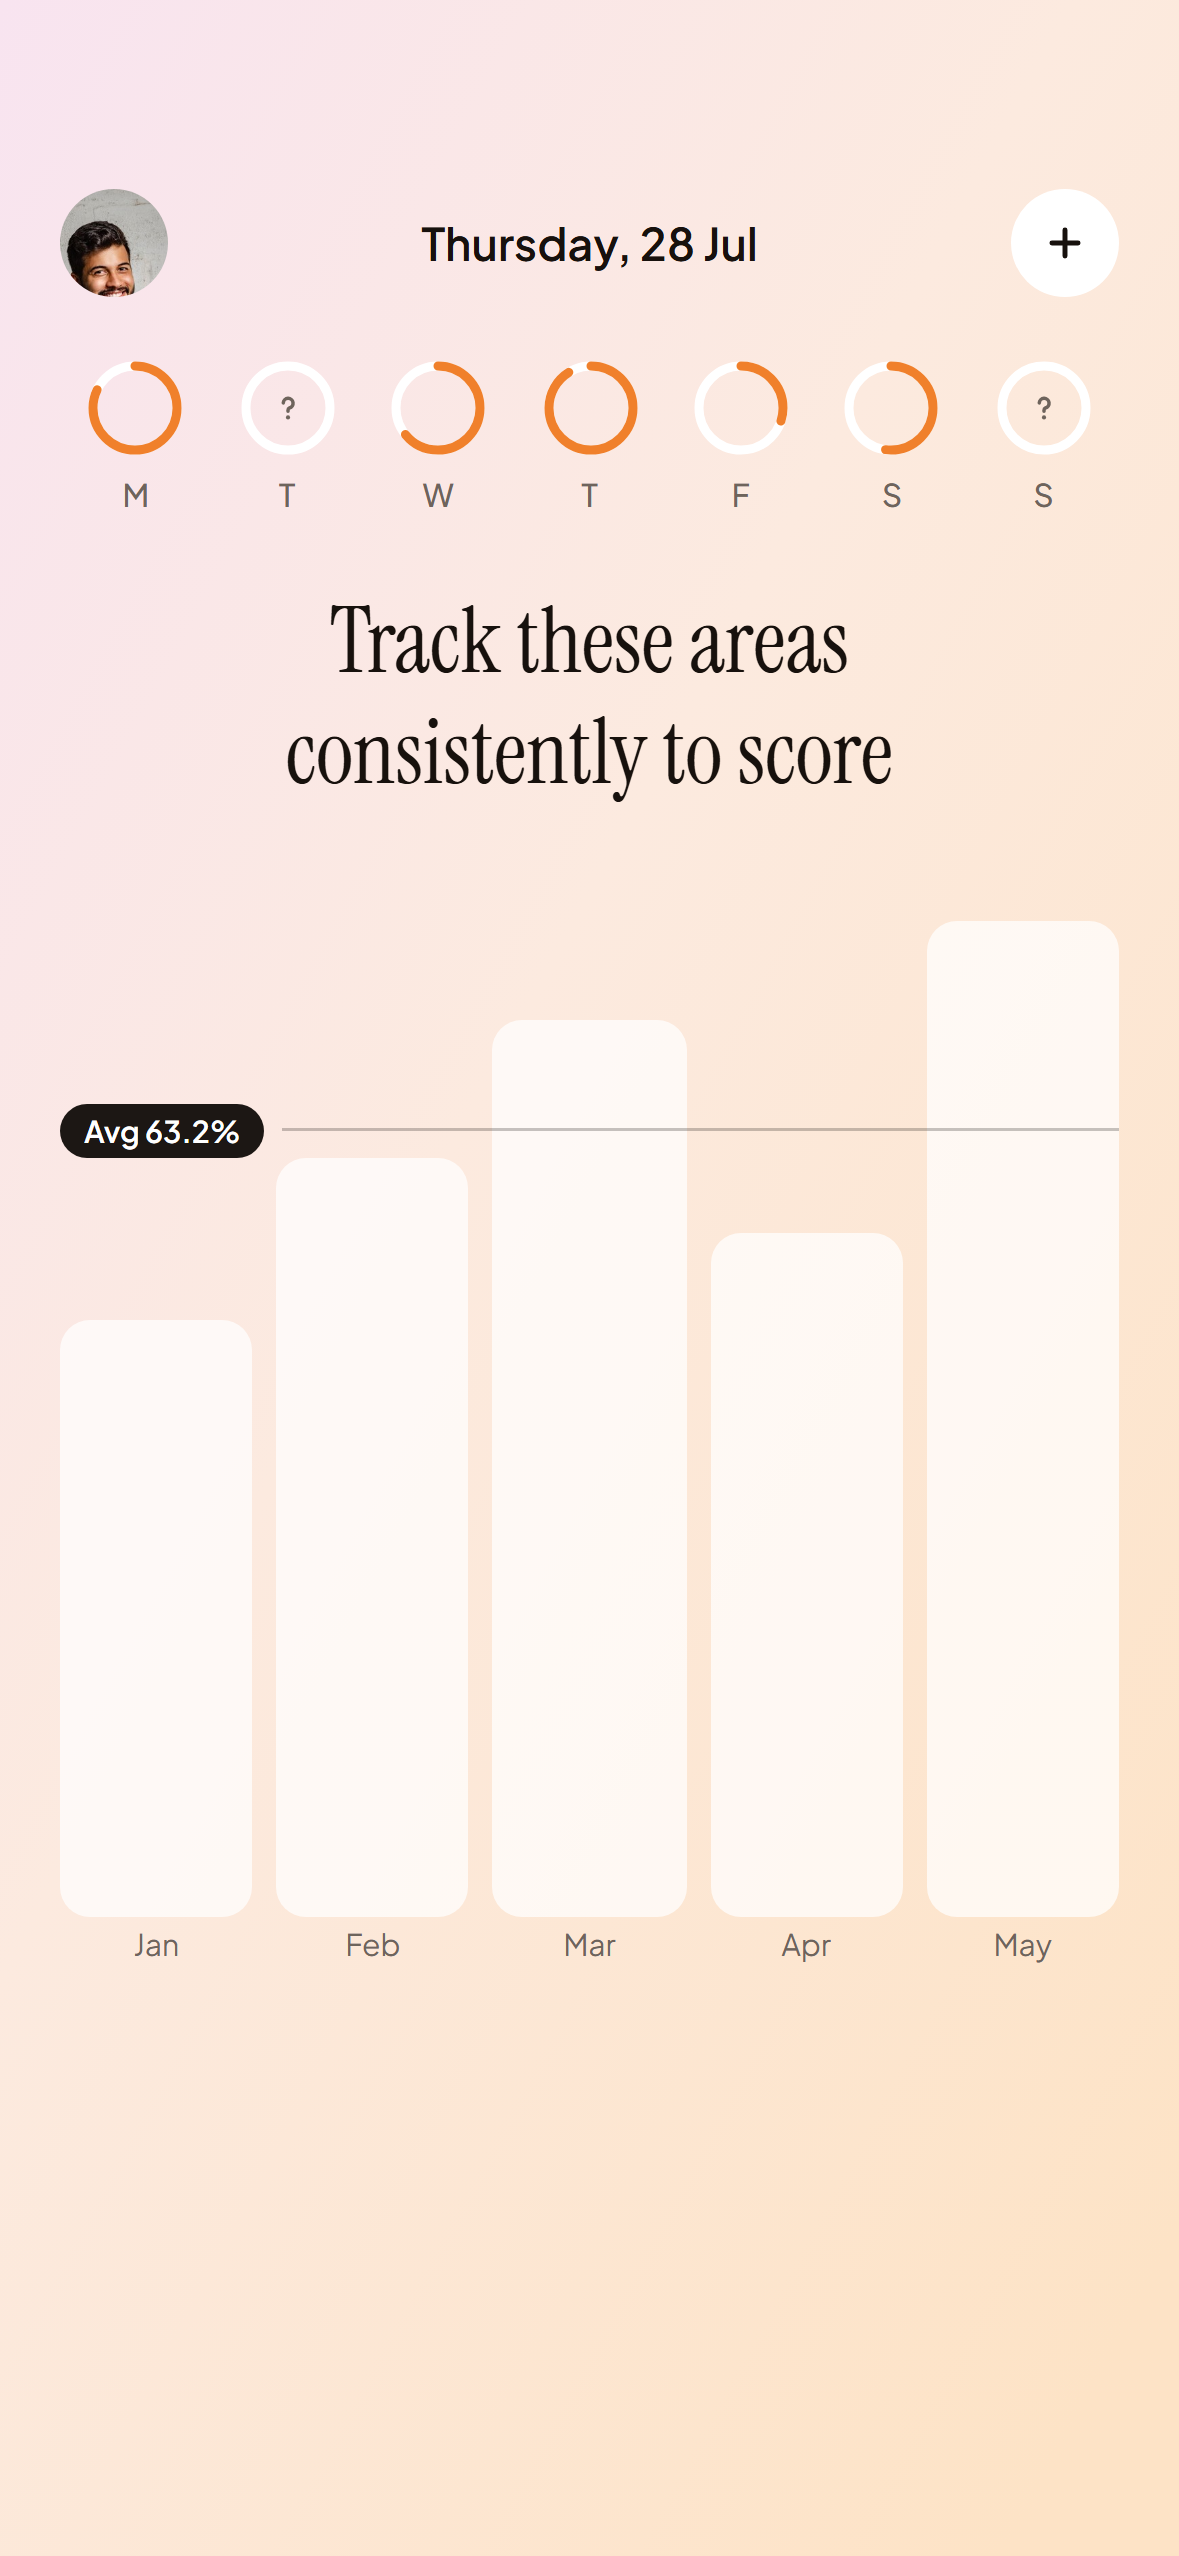 Thursday, 28 Jul
? ?
M T W T F S S
Track these areas
consistently to score
Avg 63.2%
Jan Feb Mar Apr May